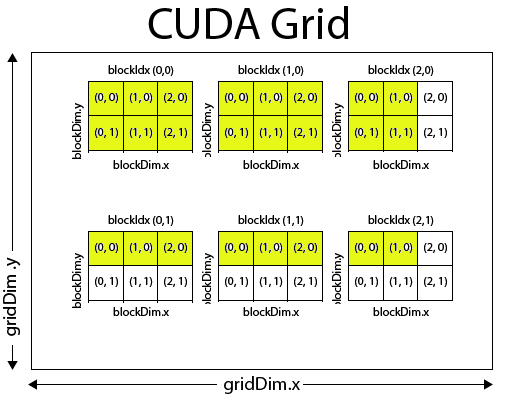 CUDA Grid
blockIdx (0,0) blockIdx (1,0) blockIdx (2,0)
blockDim.y (0, 0) (1, 0) (2, 0) blockDim.y (0, 0) (1, 0) (2, 0) blockDim.y (0, 0) (1, 0) (2, 0)
(0, 1) (1, 1) (2, 1) (0, 1) (1, 1) (2, 1) (0, 1) (1, 1) (2, 1)
blockDim.x blockDim.x blockDim.x
blockIdx (0,1) blockIdx (1,1) blockIdx (2,1)
blockDim.y (0, 0) (1, 0) (2, 0) blockDim.y (0, 0) (1, 0) (2, 0) blockDim.y (0, 0) (1, 0) (2, 0)
(0, 1) (1, 1) (2, 1) (0, 1) (1, 1) (2, 1) (0, 1) (1, 1) (2, 1)
blockDim.x blockDim.x blockDim.x
gridDim .y
gridDim.x